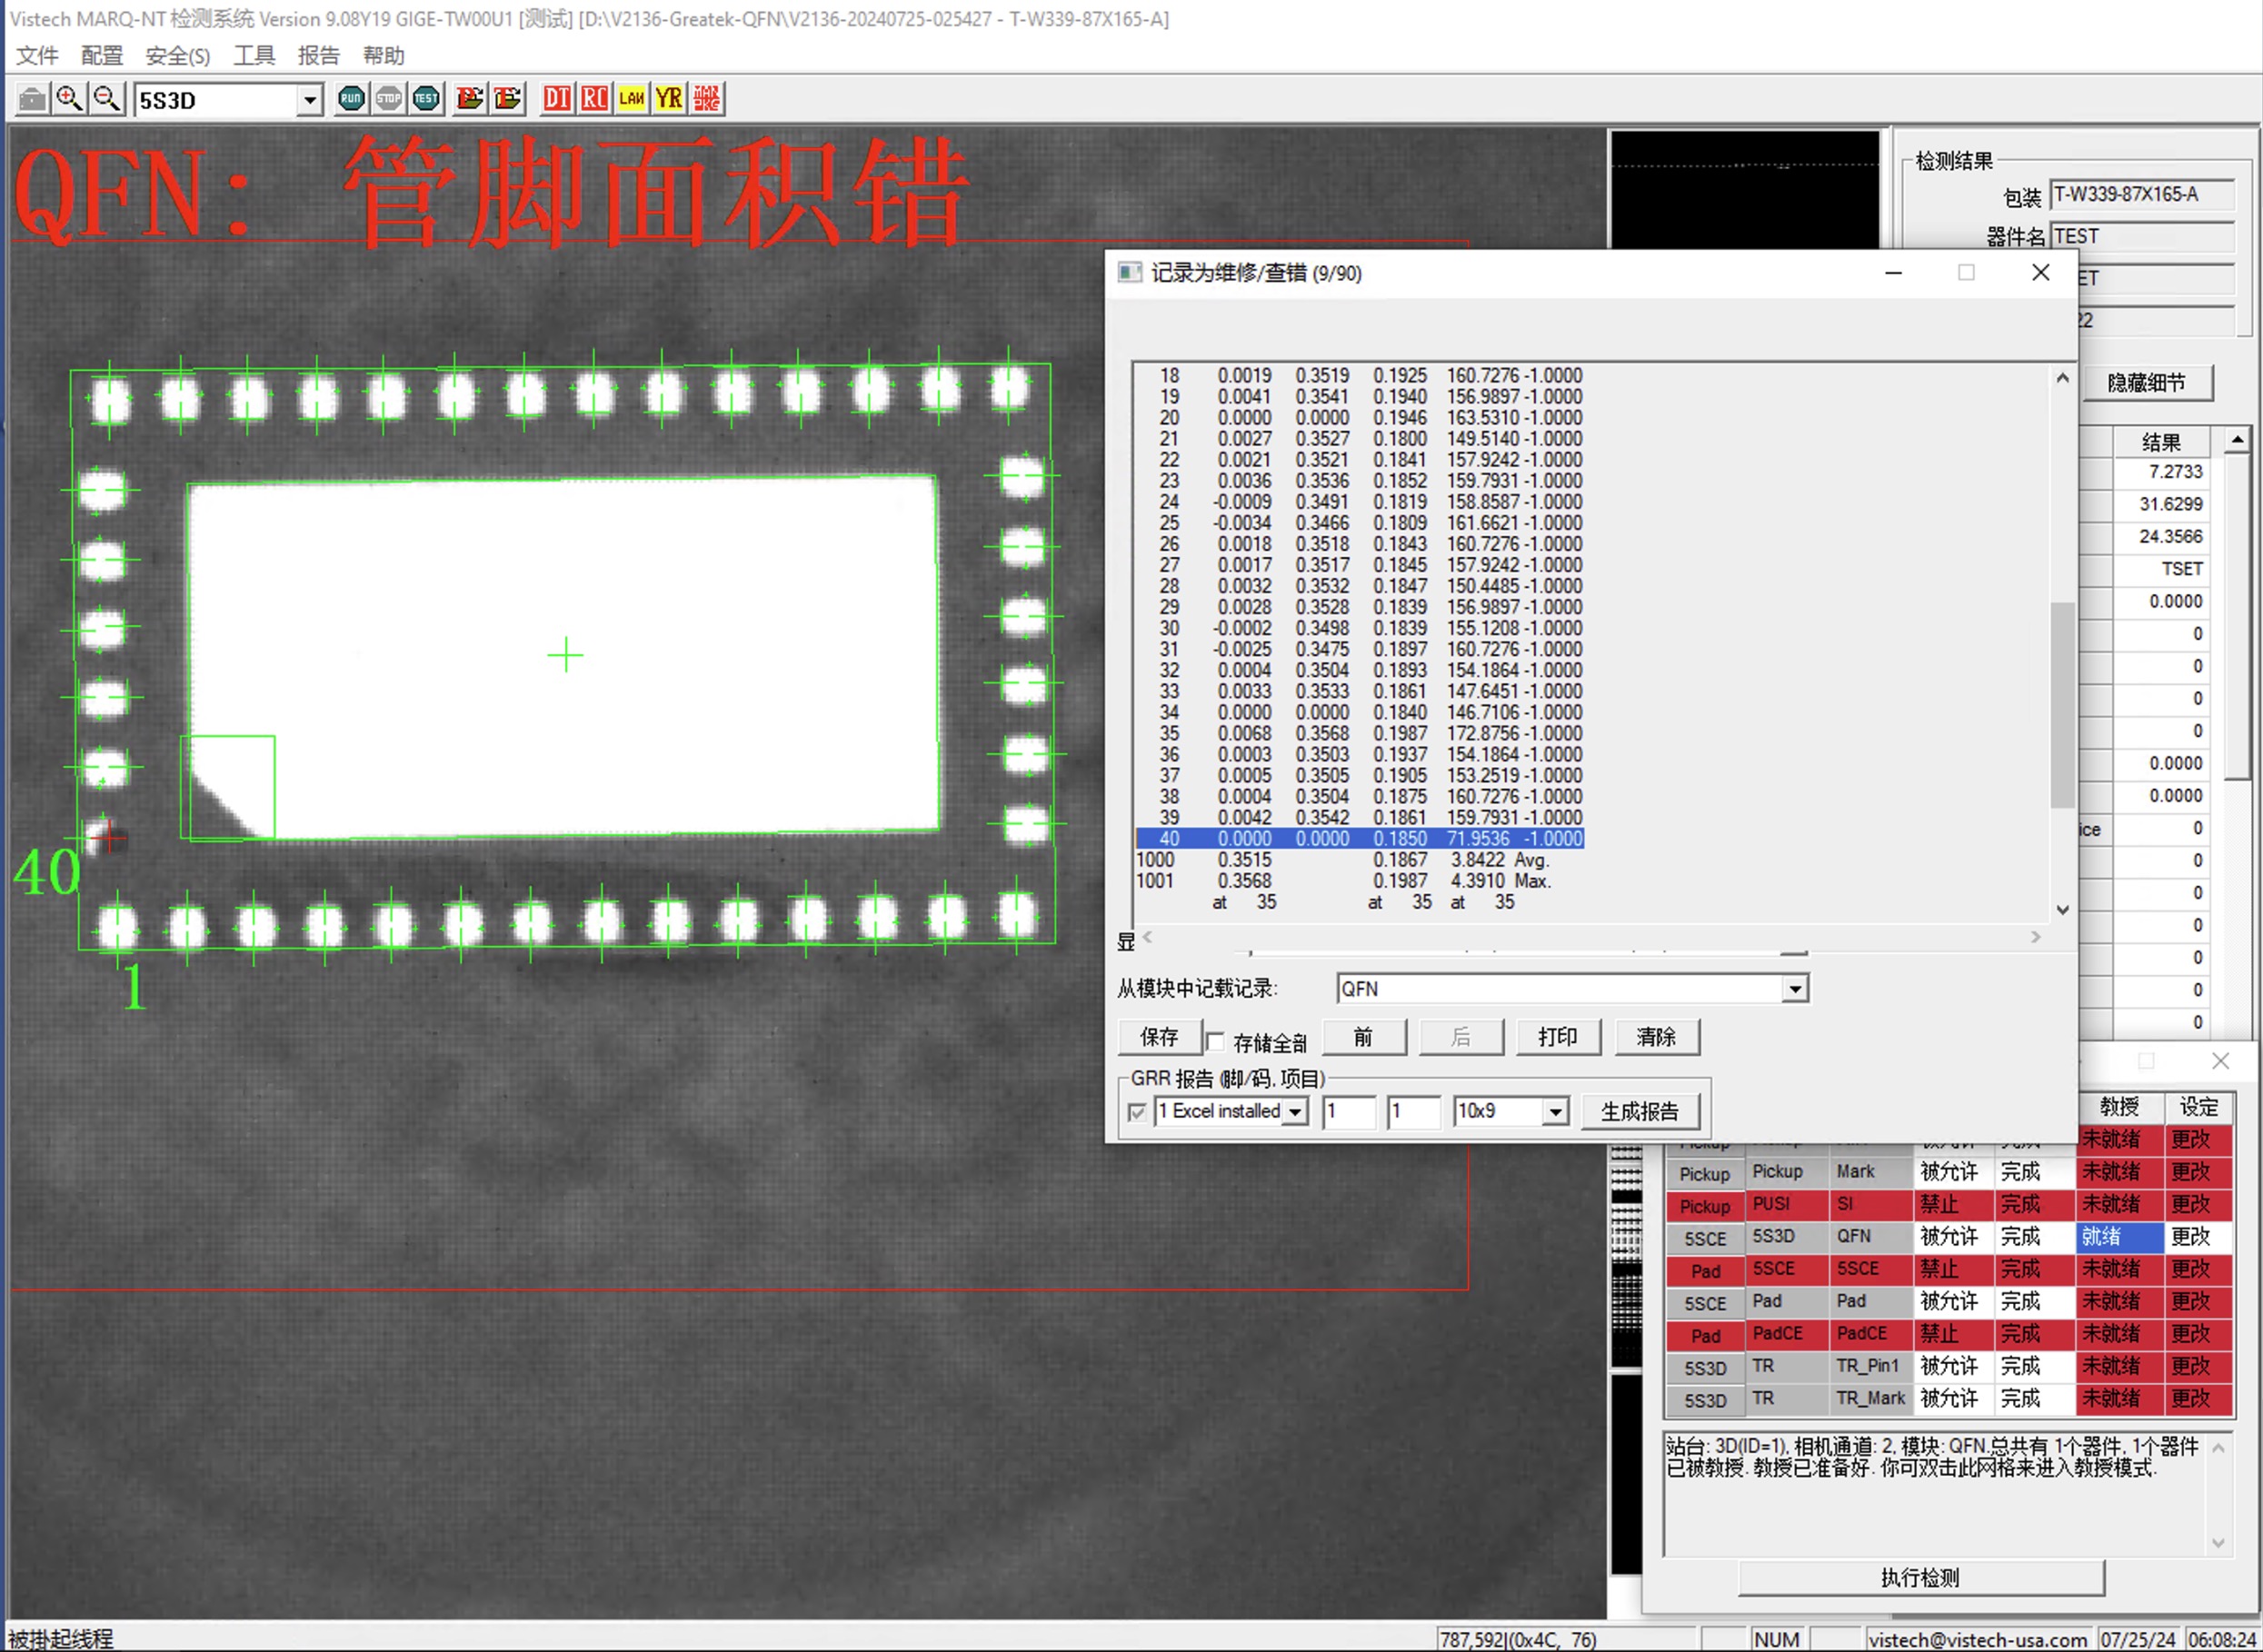 Vistech MARQ-NT 检测系统 Version 9.08Y19 GIGE-TW00U1 [测试] [D:\V2136-Greatek-QFN\V2136-20240725-025427 - T-W339-87X165-A]
文件 配置 安全(S) 工具 报告 帮助
5S3D RUN STOP TEST DT RC LAN YR
QFN: 管脚面积错
40
1
检测结果
包装 T-W339-87X165-A
器件名 TEST
ET
22
隐藏细节
结果
7.2733
31.6299
24.3566
TSET
0.0000
0
0
0
0
0.0000
0.0000
ice 0
0
0
0
0
0
0
记录为维修/查错 (9/90)
18 0.0019 0.3519 0.1925 160.7276 -1.0000
19 0.0041 0.3541 0.1940 156.9897 -1.0000
20 0.0000 0.0000 0.1946 163.5310 -1.0000
21 0.0027 0.3527 0.1800 149.5140 -1.0000
22 0.0021 0.3521 0.1841 157.9242 -1.0000
23 0.0036 0.3536 0.1852 159.7931 -1.0000
24 -0.0009 0.3491 0.1819 158.8587 -1.0000
25 -0.0034 0.3466 0.1809 161.6621 -1.0000
26 0.0018 0.3518 0.1843 160.7276 -1.0000
27 0.0017 0.3517 0.1845 157.9242 -1.0000
28 0.0032 0.3532 0.1847 150.4485 -1.0000
29 0.0028 0.3528 0.1839 156.9897 -1.0000
30 -0.0002 0.3498 0.1839 155.1208 -1.0000
31 -0.0025 0.3475 0.1897 160.7276 -1.0000
32 0.0004 0.3504 0.1893 154.1864 -1.0000
33 0.0033 0.3533 0.1861 147.6451 -1.0000
34 0.0000 0.0000 0.1840 146.7106 -1.0000
35 0.0068 0.3568 0.1987 172.8756 -1.0000
36 0.0003 0.3503 0.1937 154.1864 -1.0000
37 0.0005 0.3505 0.1905 153.2519 -1.0000
38 0.0004 0.3504 0.1875 160.7276 -1.0000
39 0.0042 0.3542 0.1861 159.7931 -1.0000
40 0.0000 0.0000 0.1850 71.9536 -1.0000
1000 0.3515 0.1867 3.8422 Avg.
1001 0.3568 0.1987 4.3910 Max.
at 35 at 35 at 35
显
从模块中记载记录: QFN
保存 存储全部 前 后 打印 清除
GRR 报告 (脚/码, 项目)
1 Excel installed 1 1 10x9 生成报告
教授 设定
Pickup 未就绪 更改
Pickup Pickup Mark 被允许 完成 未就绪 更改
Pickup PUSI SI 禁止 完成 未就绪 更改
5SCE 5S3D QFN 被允许 完成 就绪 更改
Pad 5SCE 5SCE 禁止 完成 未就绪 更改
5SCE Pad Pad 被允许 完成 未就绪 更改
Pad PadCE PadCE 禁止 完成 未就绪 更改
5S3D TR TR_Pin1 被允许 完成 未就绪 更改
5S3D TR TR_Mark 被允许 完成 未就绪 更改
站台: 3D(ID=1), 相机通道: 2, 模块: QFN.总共有 1个器件, 1个器件
已被教授. 教授已准备好. 你可双击此网格来进入教授模式.
执行检测
被掛起线程 787,592|(0x4C, 76) NUM vistech@vistech-usa.com 07/25/24 06:08:24